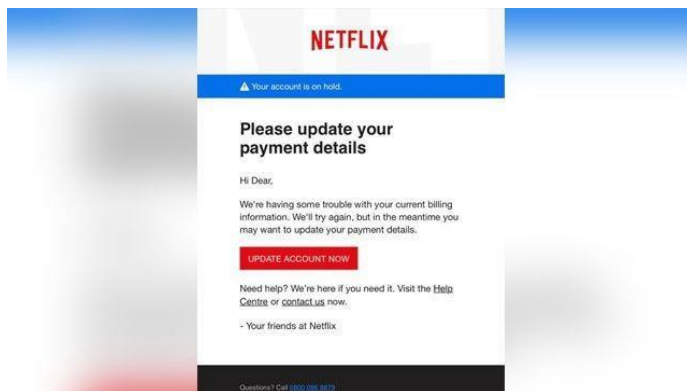 NETFLIX
Your account is on hold.
Please update your
payment details
Hi Dear,
We're having some trouble with your current billing
information. We'll try again, but in the meantime you
may want to update your payment details.
UPDATE ACCOUNT NOW
Need help? We're here if you need it. Visit the Help
Centre or contact us now.
- Your friends at Netflix
Questions? Call